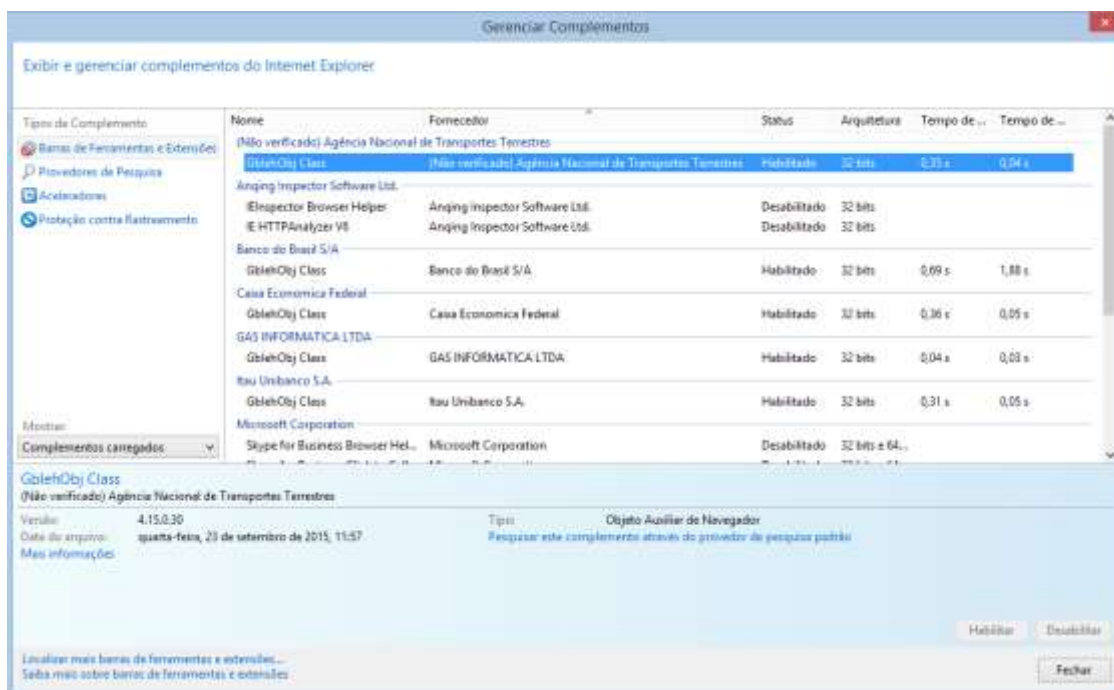 Gerenciar Complementos
Exibir e gerenciar complementos do Internet Explorer
Tipos de Complemento
Barras de Ferramentas e Extensões
Provedores de Pesquisa
Aceleradores
Proteção contra Rastreamento
Nome Fornecedor Status Arquitetura Tempo de ... Tempo de ...
(Não verificado) Agência Nacional de Transportes Terrestres
GbIehObj Class (Não verificado) Agência Nacional de Transportes Terrestres Habilitado 32 bits 0,35 s 0,04 s
Anqing Inspector Software Ltd.
IEInspector Browser Helper Anqing Inspector Software Ltd. Desabilitado 32 bits
IE HTTPAnalyzer V6 Anqing Inspector Software Ltd. Desabilitado 32 bits
Banco do Brasil S/A
GbIehObj Class Banco do Brasil S/A Habilitado 32 bits 0,69 s 1,88 s
Caixa Economica Federal
GbIehObj Class Caixa Economica Federal Habilitado 32 bits 0,36 s 0,05 s
GAS INFORMATICA LTDA
GbIehObj Class GAS INFORMATICA LTDA Habilitado 32 bits 0,04 s 0,03 s
Itau Unibanco S.A.
GbIehObj Class Itau Unibanco S.A. Habilitado 32 bits 0,31 s 0,05 s
Microsoft Corporation
Skype for Business Browser Hel... Microsoft Corporation Desabilitado 32 bits e 64...
Mostrar:
Complementos carregados
GbIehObj Class
(Não verificado) Agência Nacional de Transportes Terrestres
Versão: 4.15.0.30
Data do arquivo: quarta-feira, 23 de setembro de 2015, 11:57
Mais informações
Tipo: Objeto Auxiliar de Navegador
Pesquisar este complemento através do provedor de pesquisa padrão
Habilitar Desabilitar
Localizar mais barras de ferramentas e extensões...
Saiba mais sobre barras de ferramentas e extensões
Fechar